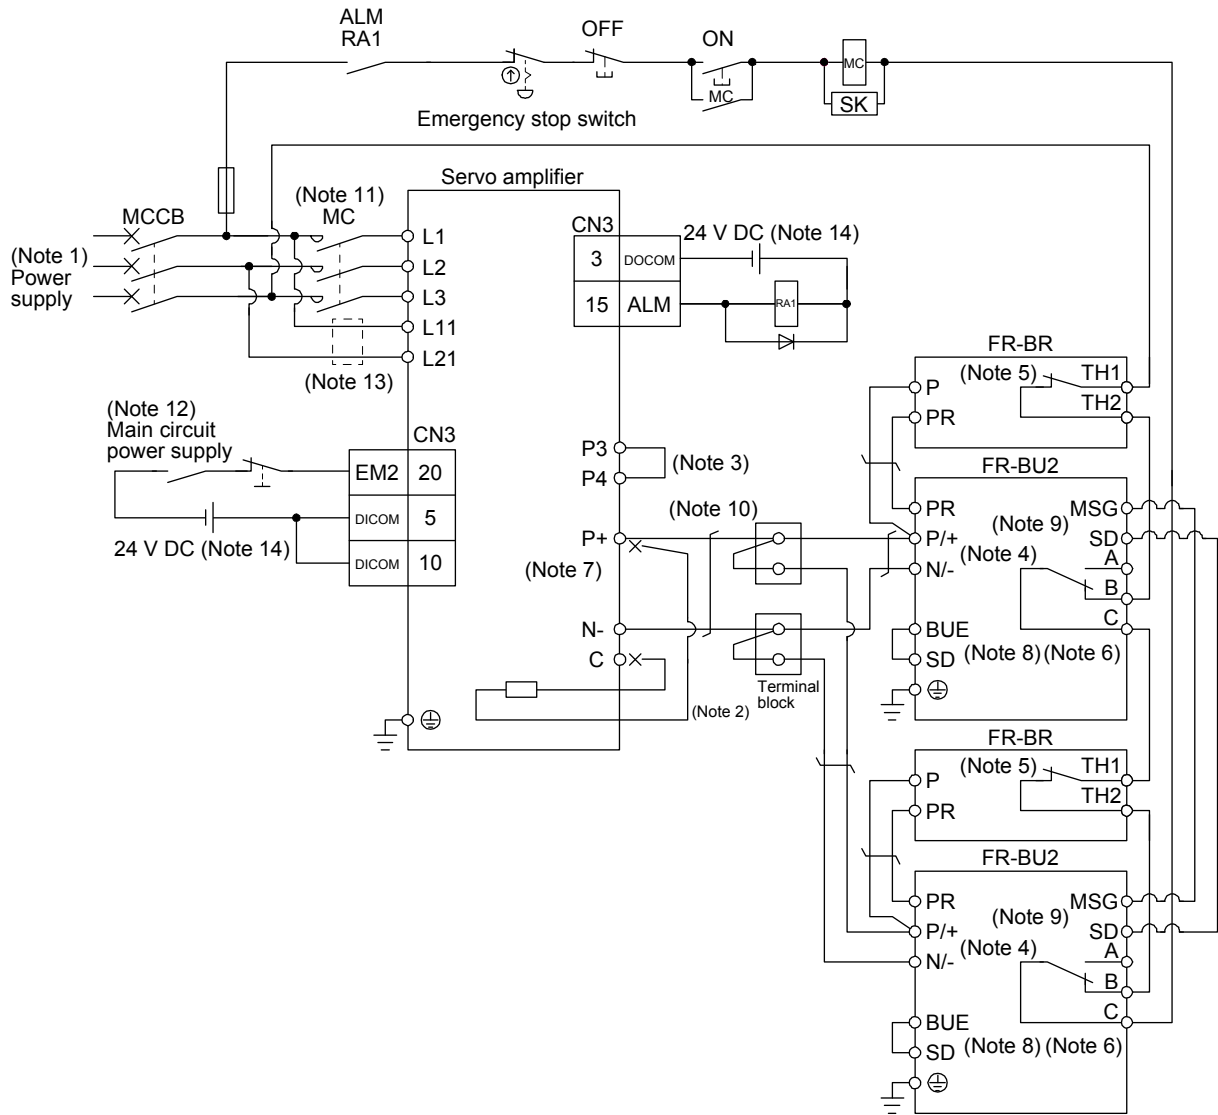 ALM
RA1
OFF
ON
MC
MC
SK
Emergency stop switch
Servo amplifier
(Note 11)
MCCB
MC
(Note 1)
Power
supply
L1
L2
L3
L11
L21
(Note 13)
CN3
24 V DC (Note 14)
3
DOCOM
15
ALM
RA1
(Note 12)
Main circuit
power supply
CN3
EM2
20
DICOM
5
DICOM
10
24 V DC (Note 14)
P3
P4
(Note 3)
P+
(Note 10)
(Note 7)
N-
C
(Note 2)
Terminal
block
FR-BR
P
(Note 5)
TH1
PR
TH2
FR-BU2
PR
MSG
P/+
(Note 9)
SD
N/-
(Note 4)
A
B
C
BUE
SD
(Note 8) (Note 6)
FR-BR
P
(Note 5)
TH1
PR
TH2
FR-BU2
PR
MSG
P/+
(Note 9)
SD
N/-
(Note 4)
A
B
C
BUE
SD
(Note 8) (Note 6)